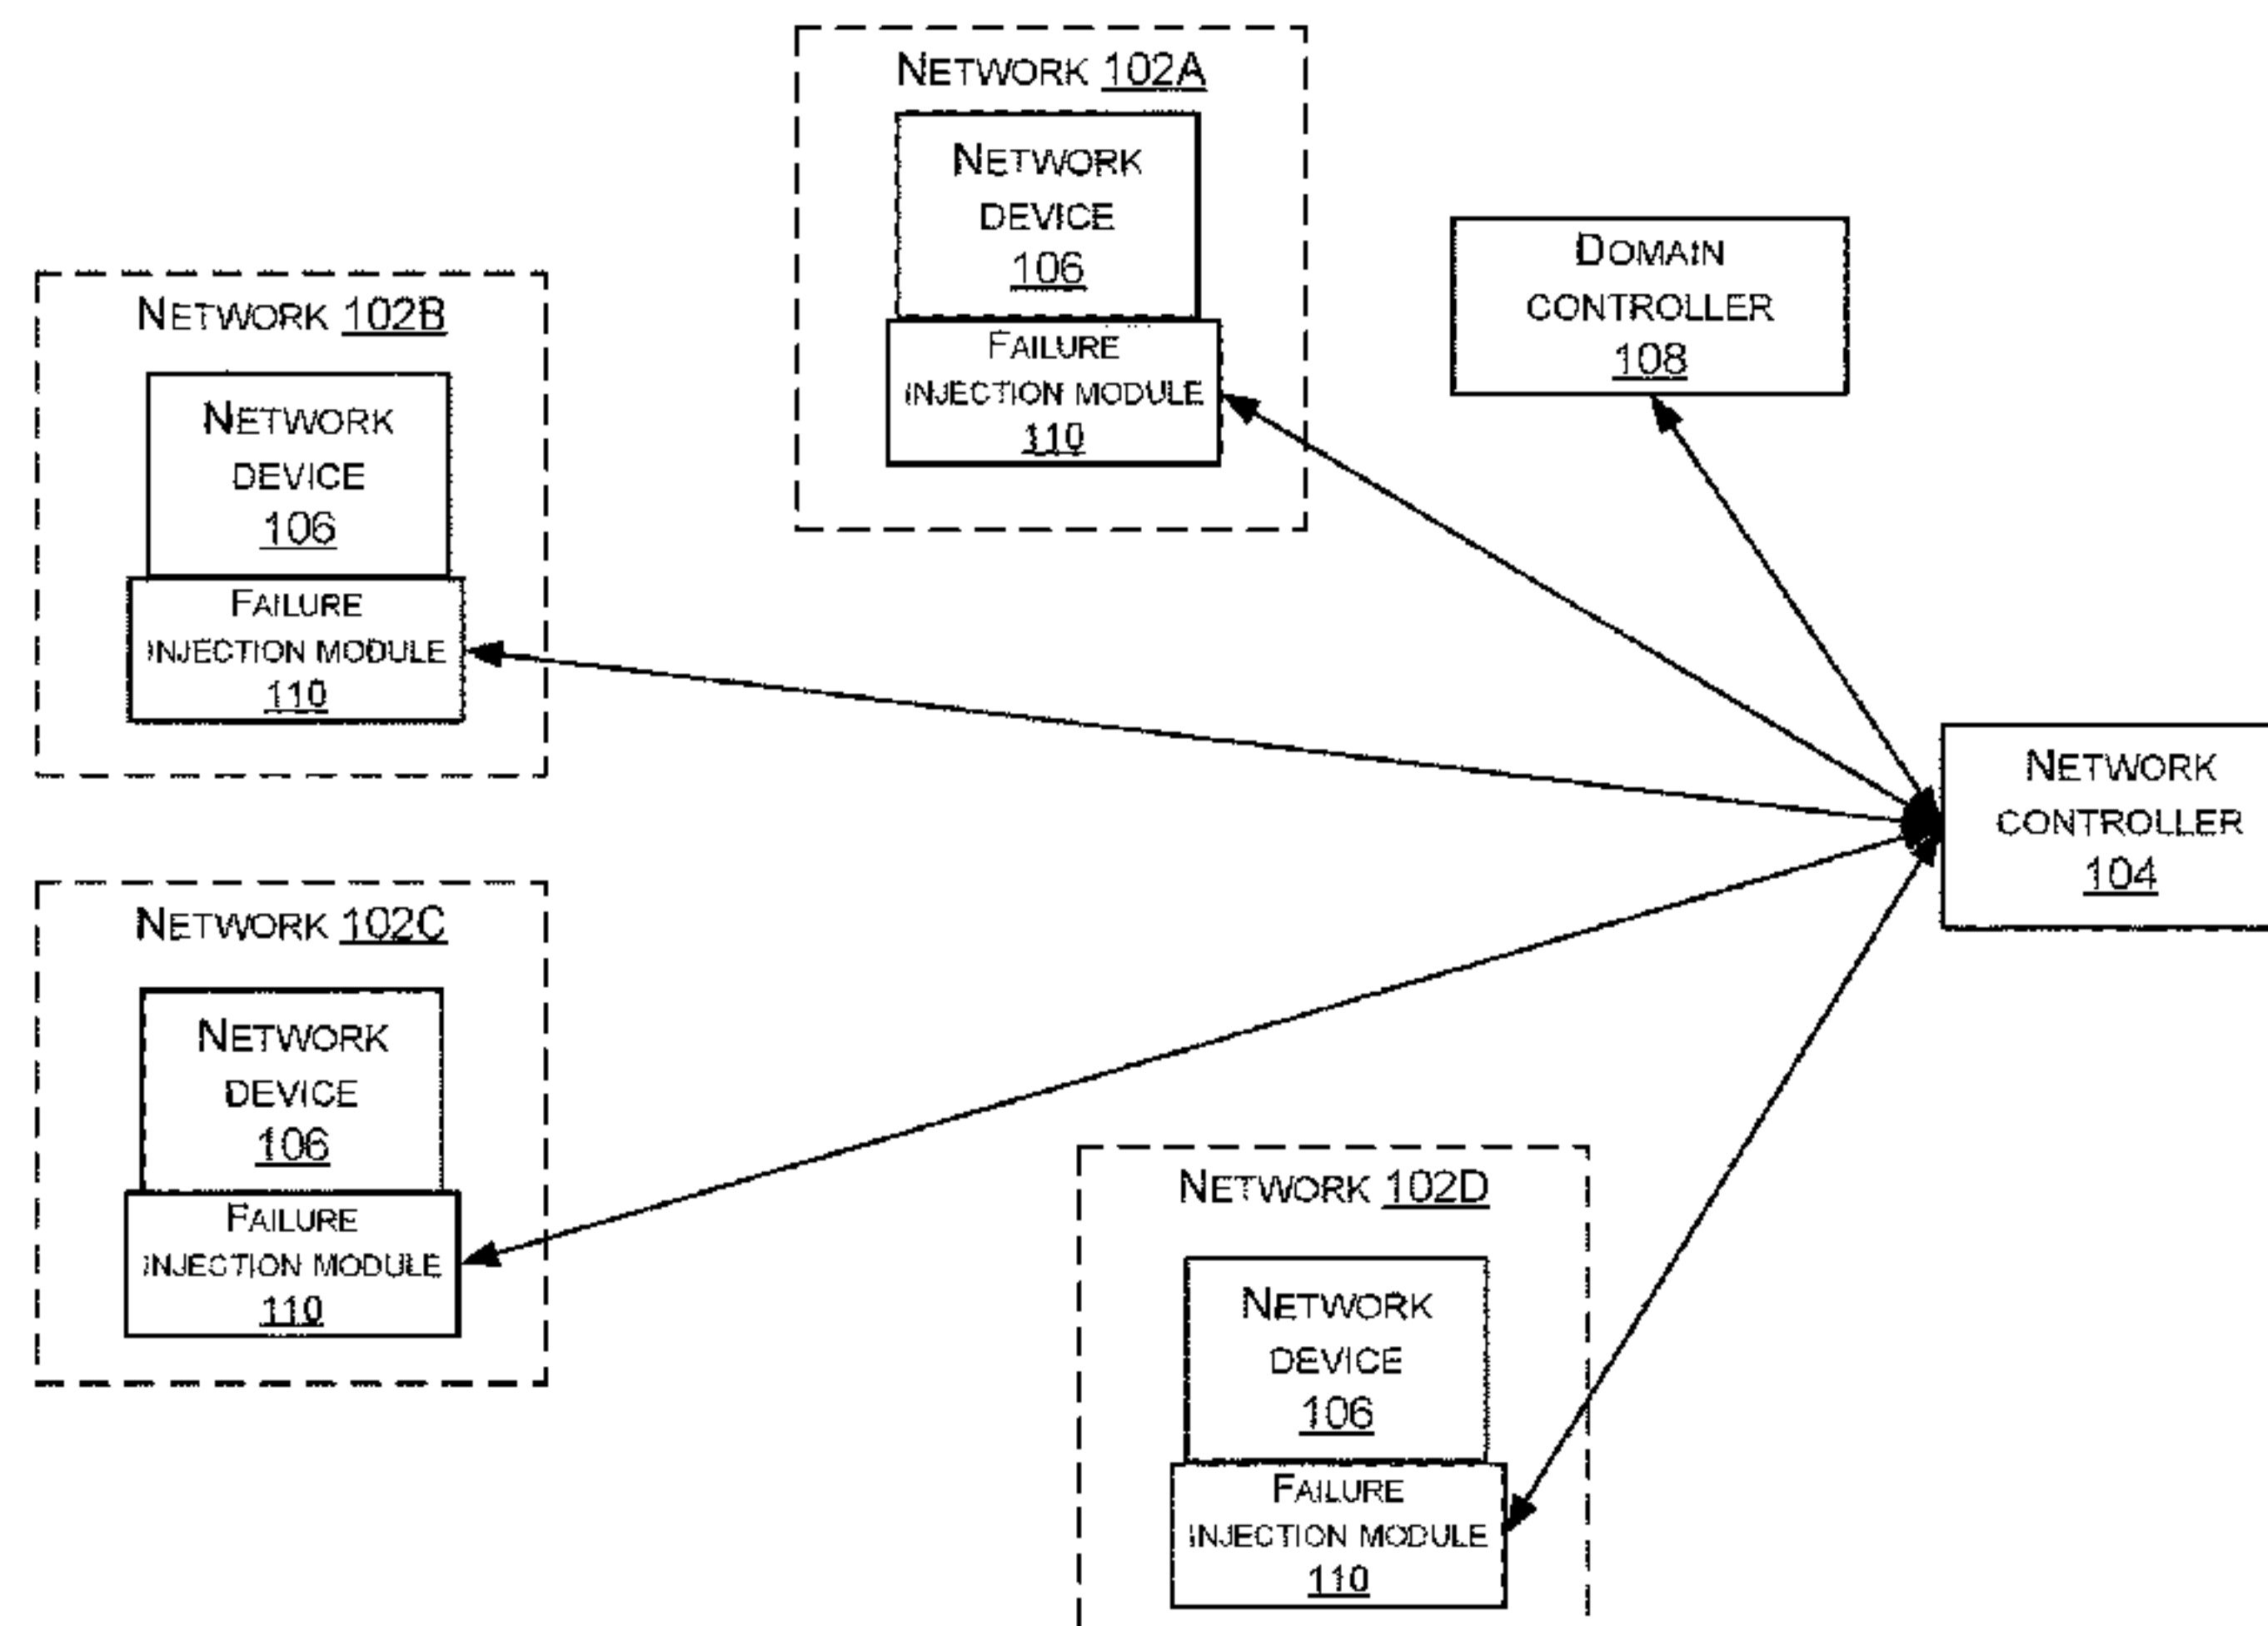 NETWORK 102A
NETWORK
DEVICE
106
FAILURE
INJECTION MODULE
110
DOMAIN
CONTROLLER
108
NETWORK 102B
NETWORK
DEVICE
106
FAILURE
INJECTION MODULE
110
NETWORK
CONTROLLER
104
NETWORK 102C
NETWORK
DEVICE
106
FAILURE
INJECTION MODULE
110
NETWORK 102D
NETWORK
DEVICE
106
FAILURE
INJECTION MODULE
110